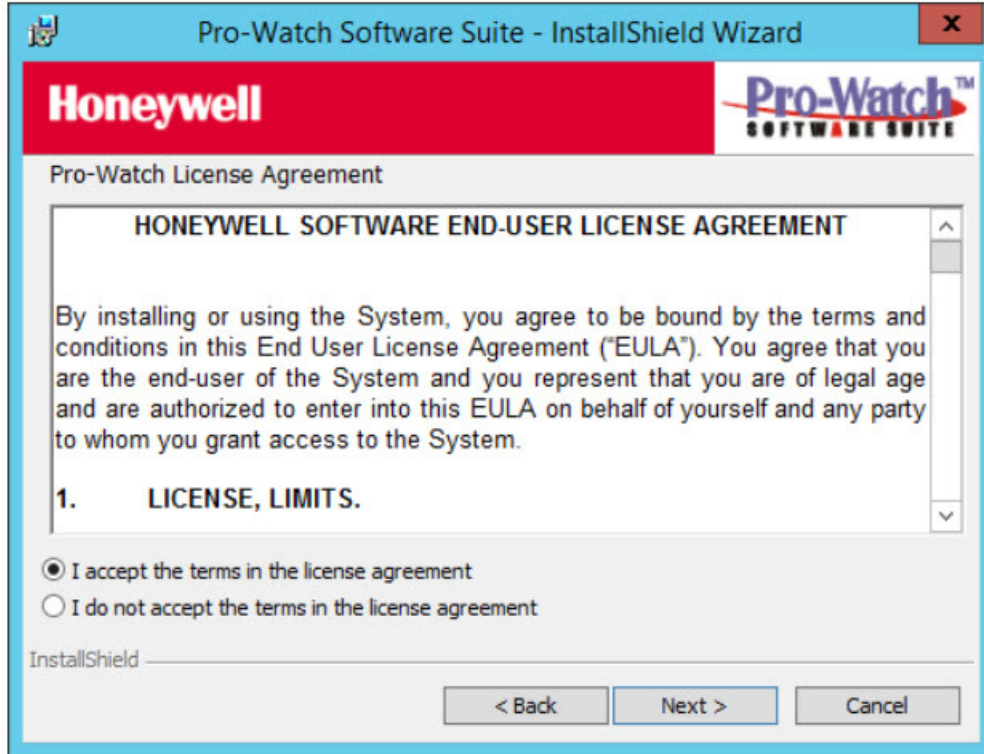 Pro-Watch Software Suite - InstallShield Wizard
x
Honeywell
Pro-Watch™
SOFTWARE SUITE
Pro-Watch License Agreement
HONEYWELL SOFTWARE END-USER LICENSE AGREEMENT
By installing or using the System, you agree to be bound by the terms and
conditions in this End User License Agreement (“EULA”). You agree that you
are the end-user of the System and you represent that you are of legal age
and are authorized to enter into this EULA on behalf of yourself and any party
to whom you grant access to the System.
1. LICENSE, LIMITS.
I accept the terms in the license agreement
I do not accept the terms in the license agreement
InstallShield
< Back Next > Cancel